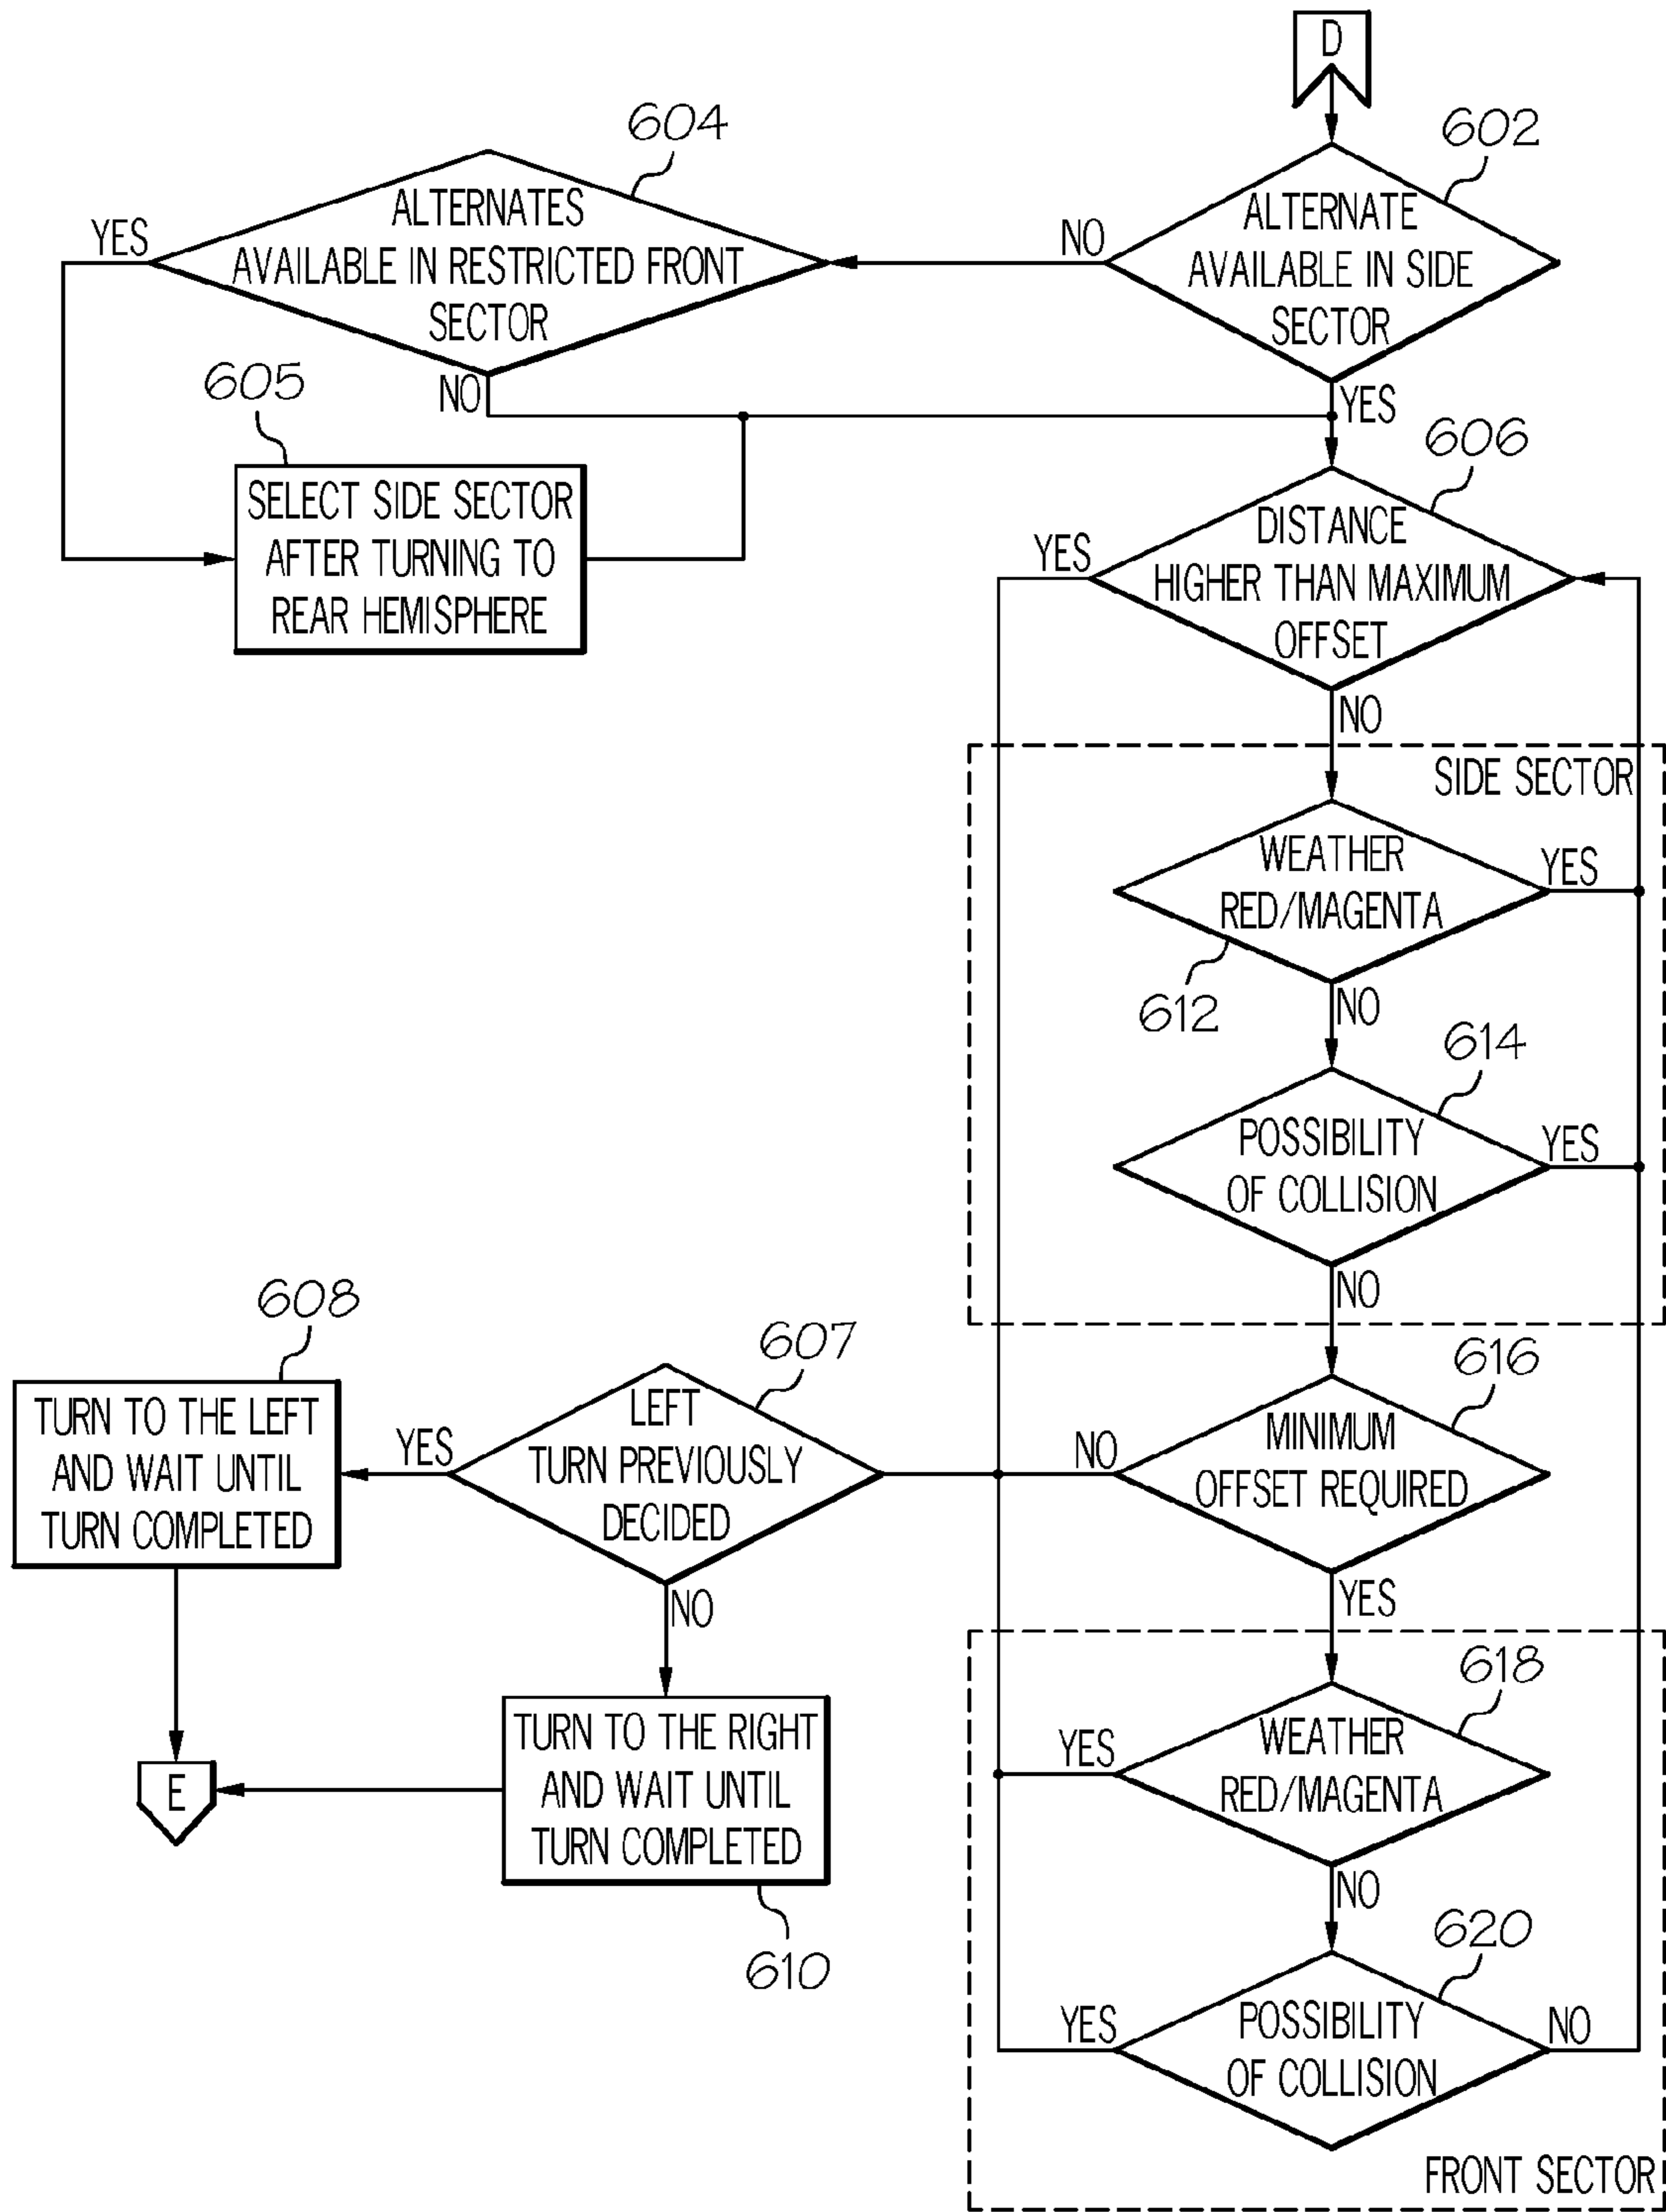 D
602
ALTERNATE
AVAILABLE IN SIDE
SECTOR
NO
YES
604
ALTERNATES
AVAILABLE IN RESTRICTED FRONT
SECTOR
YES
NO
605
SELECT SIDE SECTOR
AFTER TURNING TO
REAR HEMISPHERE
606
DISTANCE
HIGHER THAN MAXIMUM
OFFSET
YES
NO
SIDE SECTOR
WEATHER
RED/MAGENTA
YES
612
NO
614
POSSIBILITY
OF COLLISION
YES
NO
616
MINIMUM
OFFSET REQUIRED
NO
YES
607
LEFT
TURN PREVIOUSLY
DECIDED
YES
NO
608
TURN TO THE LEFT
AND WAIT UNTIL
TURN COMPLETED
E
TURN TO THE RIGHT
AND WAIT UNTIL
TURN COMPLETED
610
618
WEATHER
RED/MAGENTA
YES
NO
620
POSSIBILITY
OF COLLISION
YES
NO
FRONT SECTOR